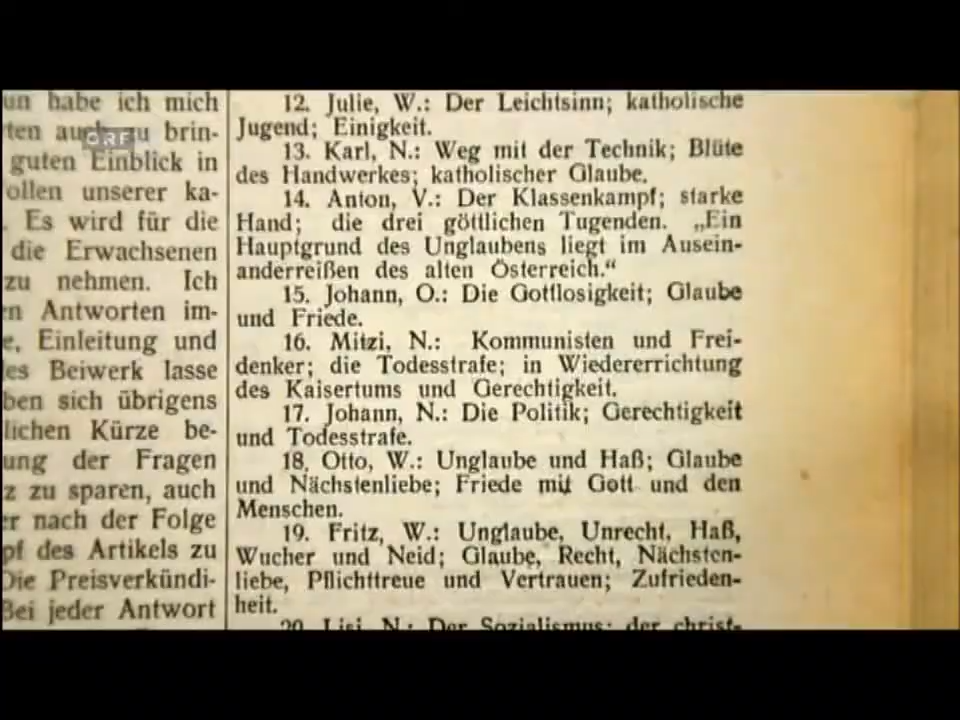 un habe ich mich
ten auch zu brin-
guten Einblick in
ollen unserer ka-
. Es wird für die
die Erwachsenen
zu nehmen. Ich
n Antworten im-
e, Einleitung und
es Beiwerk lasse
ben sich übrigens
lichen Kürze be-
ung der Fragen
z zu sparen, auch
er nach der Folge
pf des Artikels zu
Die Preisverkündi-
Bei jeder Antwort
ORF
12. Julie, W.: Der Leichtsinn; katholische
Jugend; Einigkeit.
13. Karl, N.: Weg mit der Technik; Blüte
des Handwerkes; katholischer Glaube.
14. Anton, V.: Der Klassenkampf; starke
Hand; die drei göttlichen Tugenden. „Ein
Hauptgrund des Unglaubens liegt im Ausein-
anderreißen des alten Österreich.“
15. Johann, O.: Die Gottlosigkeit; Glaube
und Friede.
16. Mitzi, N.: Kommunisten und Frei-
denker; die Todesstrafe; in Wiedererrichtung
des Kaisertums und Gerechtigkeit.
17. Johann, N.: Die Politik; Gerechtigkeit
und Todesstrafe.
18. Otto, W.: Unglaube und Haß; Glaube
und Nächstenliebe; Friede mit Gott und den
Menschen.
19. Fritz, W.: Unglaube, Unrecht, Haß,
Wucher und Neid; Glaube, Recht, Nächsten-
liebe, Pflichttreue und Vertrauen; Zufrieden-
heit.
20. Lisi, N.: Der Sozialismus; der christ-